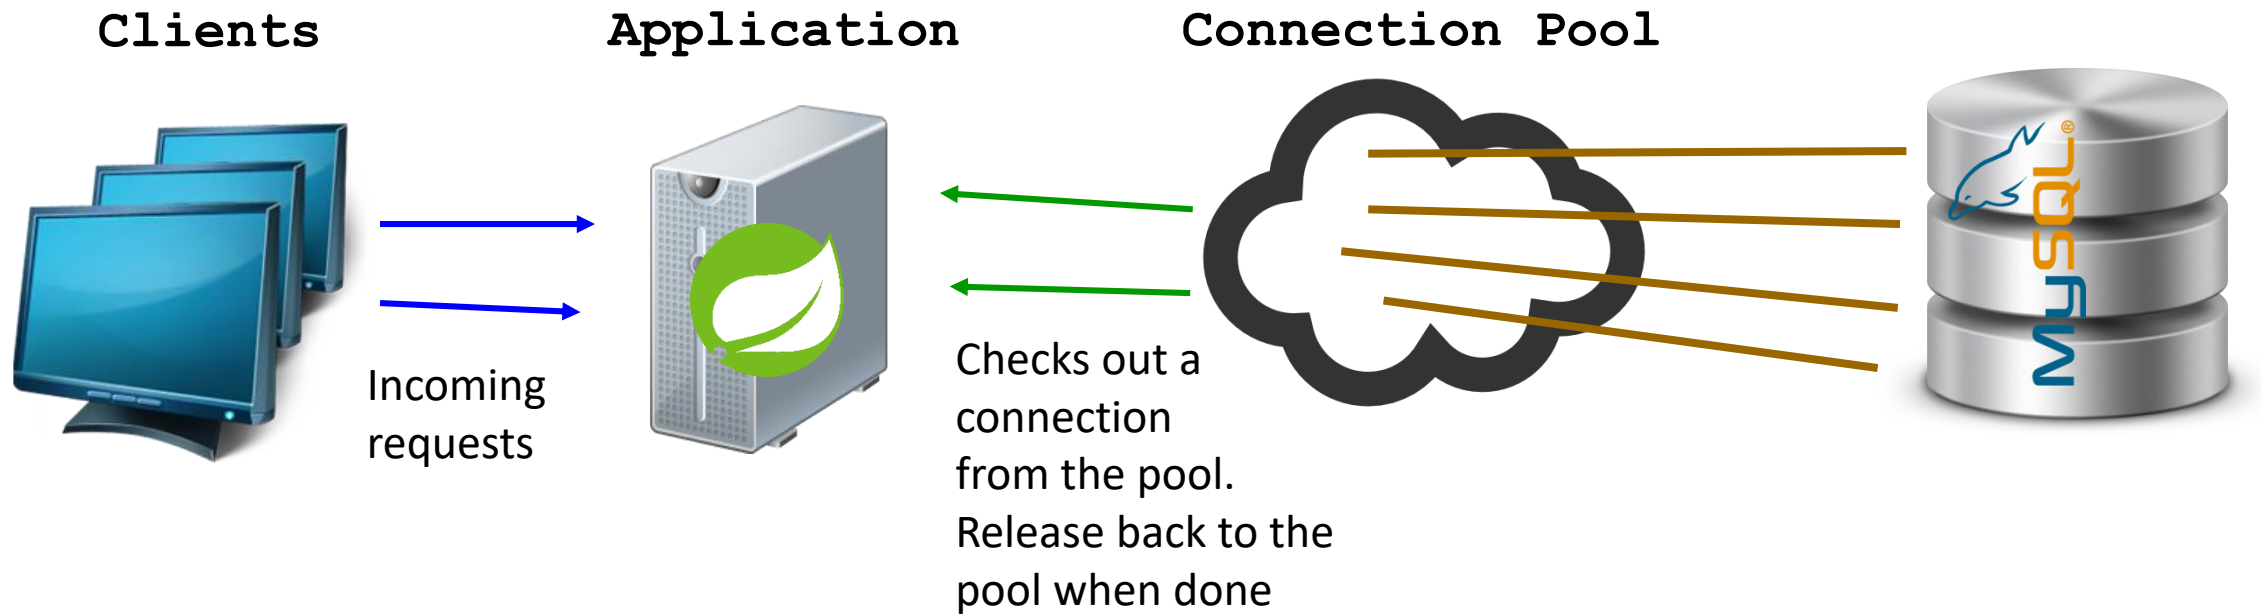 Clients
Application
Connection Pool
Incoming
requests
Checks out a
connection
from the pool.
Release back to the
pool when done
MySQL®